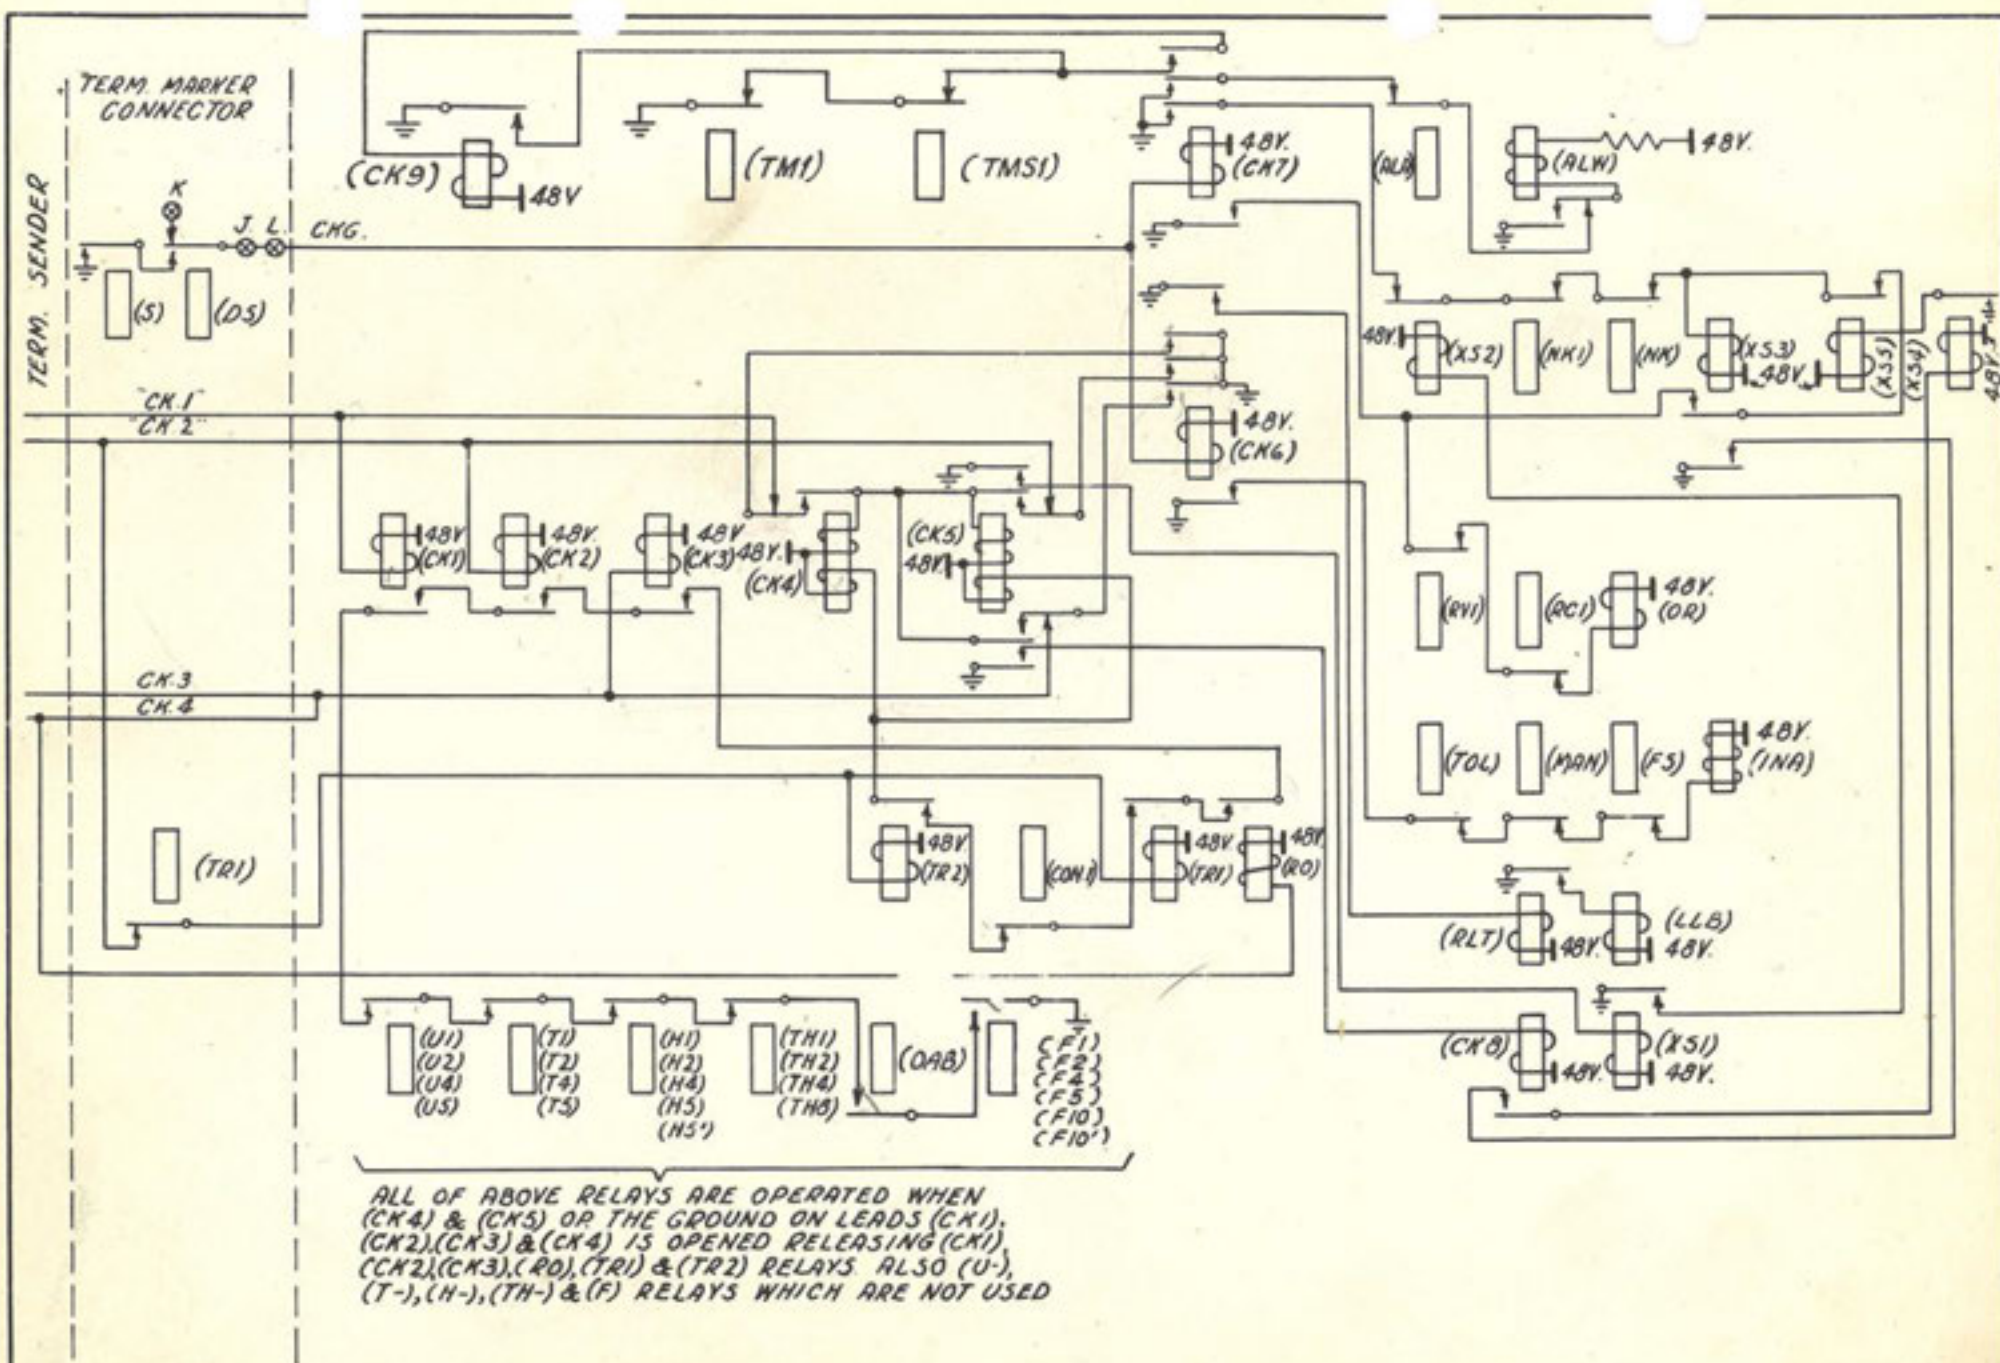 TERM. MARKER
CONNECTOR
TERM. SENDER
K
J. L.
CKG.
(S)
(DS)
(CK9)
48V
(TM1)
(TMS1)
48V.
(CK7)
(ALW)
48V.
48V.
(XS2)
(NK1)
(NK)
(XS3)
48V.
(XS5)
(XS4)
48V.
"CK.1"
"CK.2"
48V.
(CK6)
48V
(CK1)
48V.
(CK2)
48V
(CK3)
48V.
(CK4)
(CK5)
48V.
(RV1)
(RC1)
48V.
(OR)
CK.3
CK.4
(TOL)
(MAN)
(FS)
48V.
(INA)
(TR1)
48V.
(TR2)
(CON1)
48V.
(TR1)
48V.
(RO)
(RLT)
48V.
(LLB)
48V.
(U1)
(U2)
(U4)
(U5)
(T1)
(T2)
(T4)
(T5)
(H1)
(H2)
(H4)
(H5)
(H5')
(TH1)
(TH2)
(TH4)
(TH8)
(OAB)
(F1)
(F2)
(F4)
(F5)
(F10)
(F10')
(CK8)
48V.
(XS1)
48V.
ALL OF ABOVE RELAYS ARE OPERATED WHEN
(CK4) & (CK5) OP. THE GROUND ON LEADS (CK1),
(CK2),(CK3) & (CK4) IS OPENED RELEASING (CK1),
(CK2),(CK3),(RO),(TR1) & (TR2) RELAYS. ALSO (U-),
(T-),(H-),(TH-) & (F) RELAYS WHICH ARE NOT USED